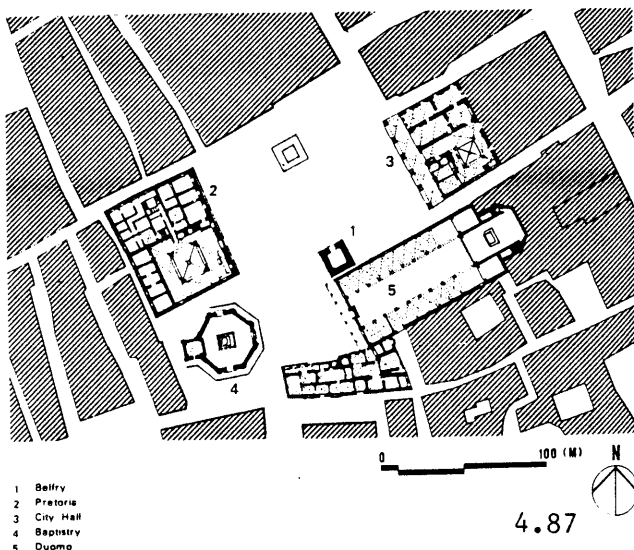 2
3
1
5
4
0 100 (M) N
1 Belfry
2 Pretoria
3 City Hall
4 Baptistry
5 Duomo
4.87